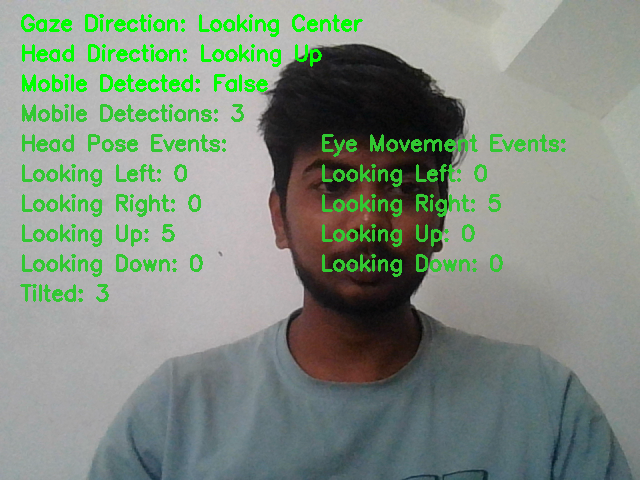 Gaze Direction: Looking Center
Head Direction: Looking Up
Mobile Detected: False
Mobile Detections: 3
Head Pose Events:
Looking Left: 0
Looking Right: 0
Looking Up: 5
Looking Down: 0
Tilted: 3
Eye Movement Events:
Looking Left: 0
Looking Right: 5
Looking Up: 0
Looking Down: 0